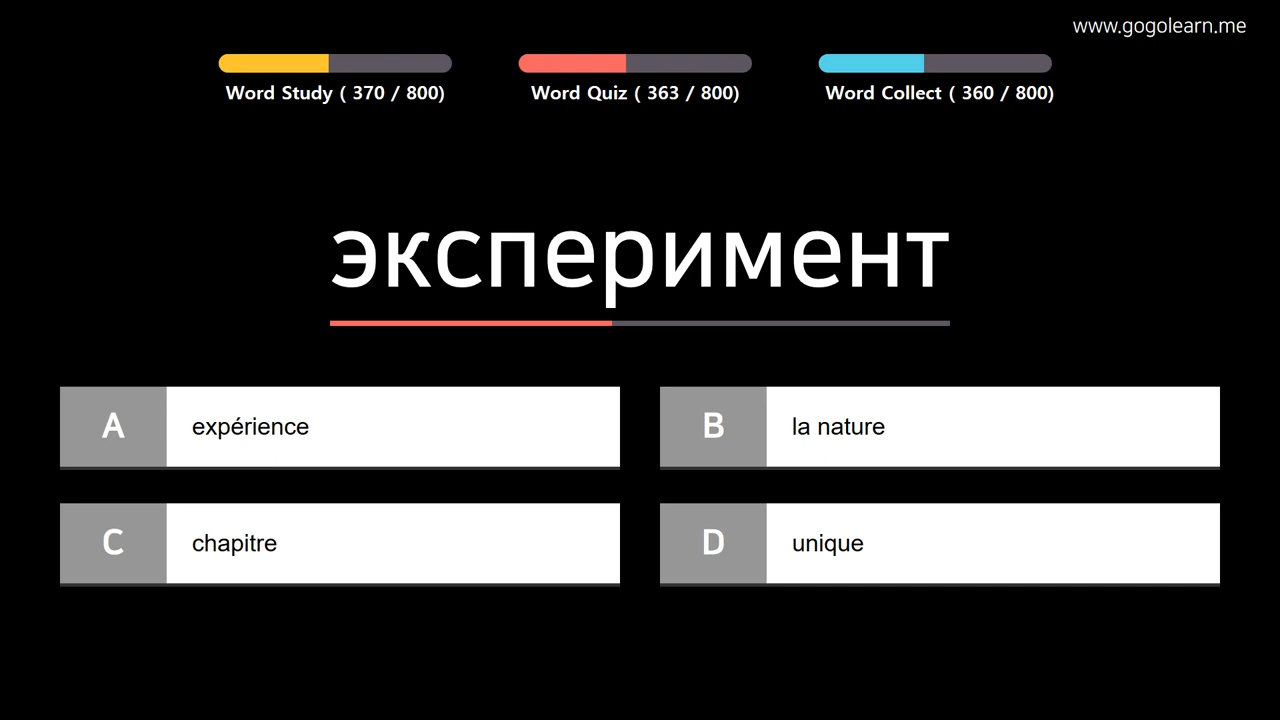 www.gogolearn.me
Word Study ( 370 / 800)
Word Quiz ( 363 / 800)
Word Collect ( 360 / 800)
эксперимент
A expérience
B la nature
C chapitre
D unique